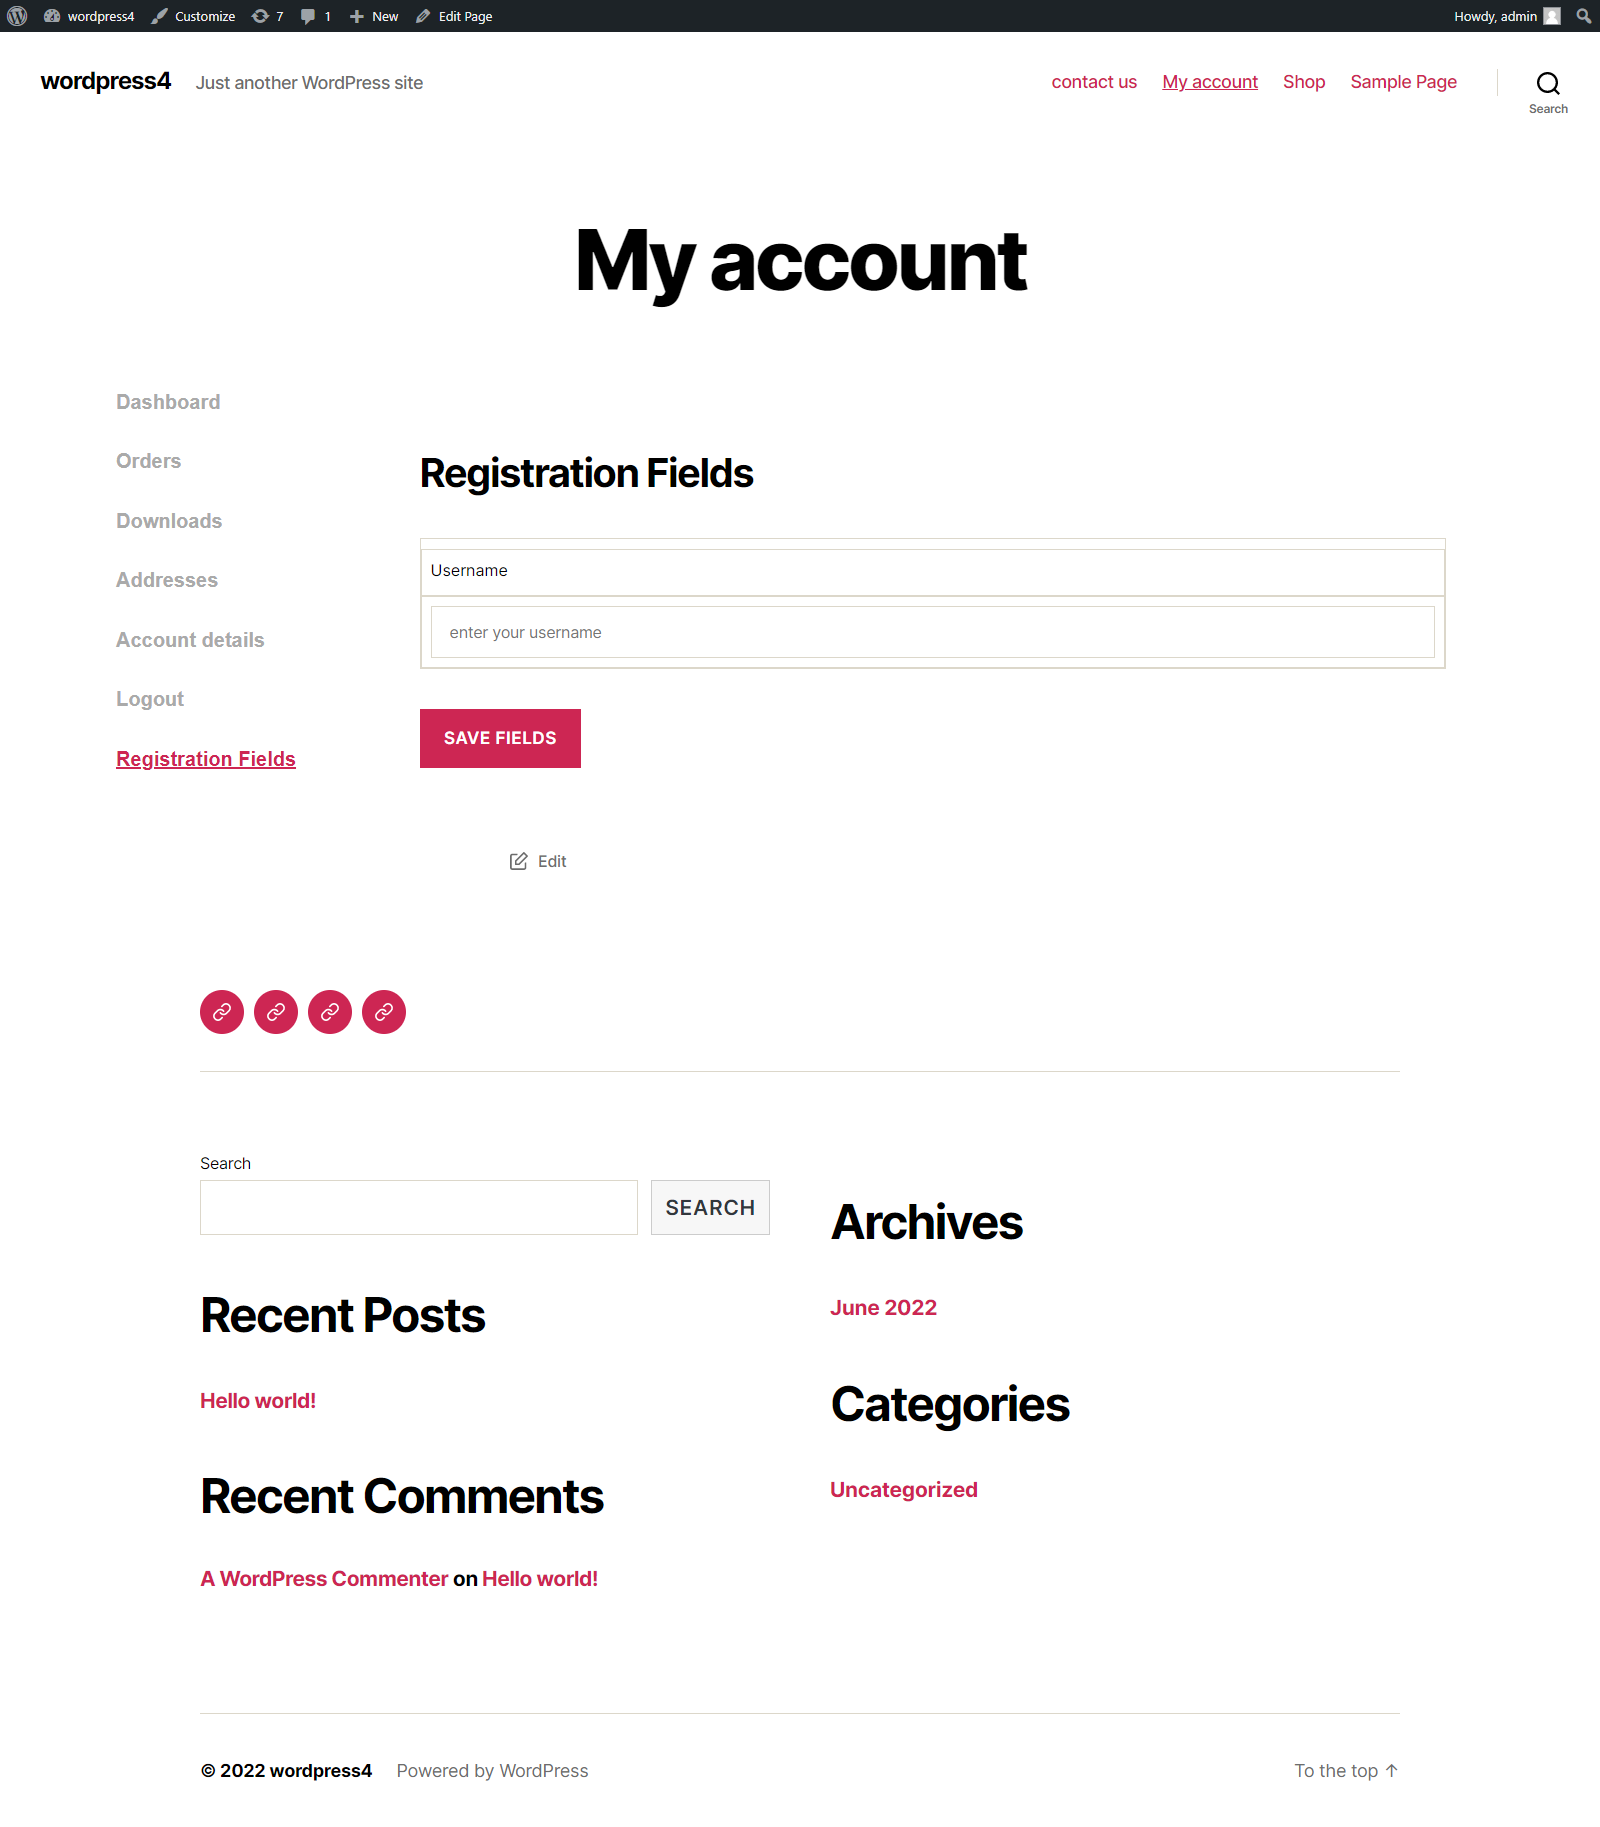 wordpress4 Customize 7 1 New Edit Page Howdy, admin
wordpress4 Just another WordPress site contact us My account Shop Sample Page
Search
My account
Dashboard
Orders
Downloads
Addresses
Account details
Logout
Registration Fields
Registration Fields
Username
enter your username
SAVE FIELDS
Edit
Search
SEARCH
Recent Posts
Hello world!
Recent Comments
A WordPress Commenter on Hello world!
Archives
June 2022
Categories
Uncategorized
© 2022 wordpress4 Powered by WordPress To the top ↑